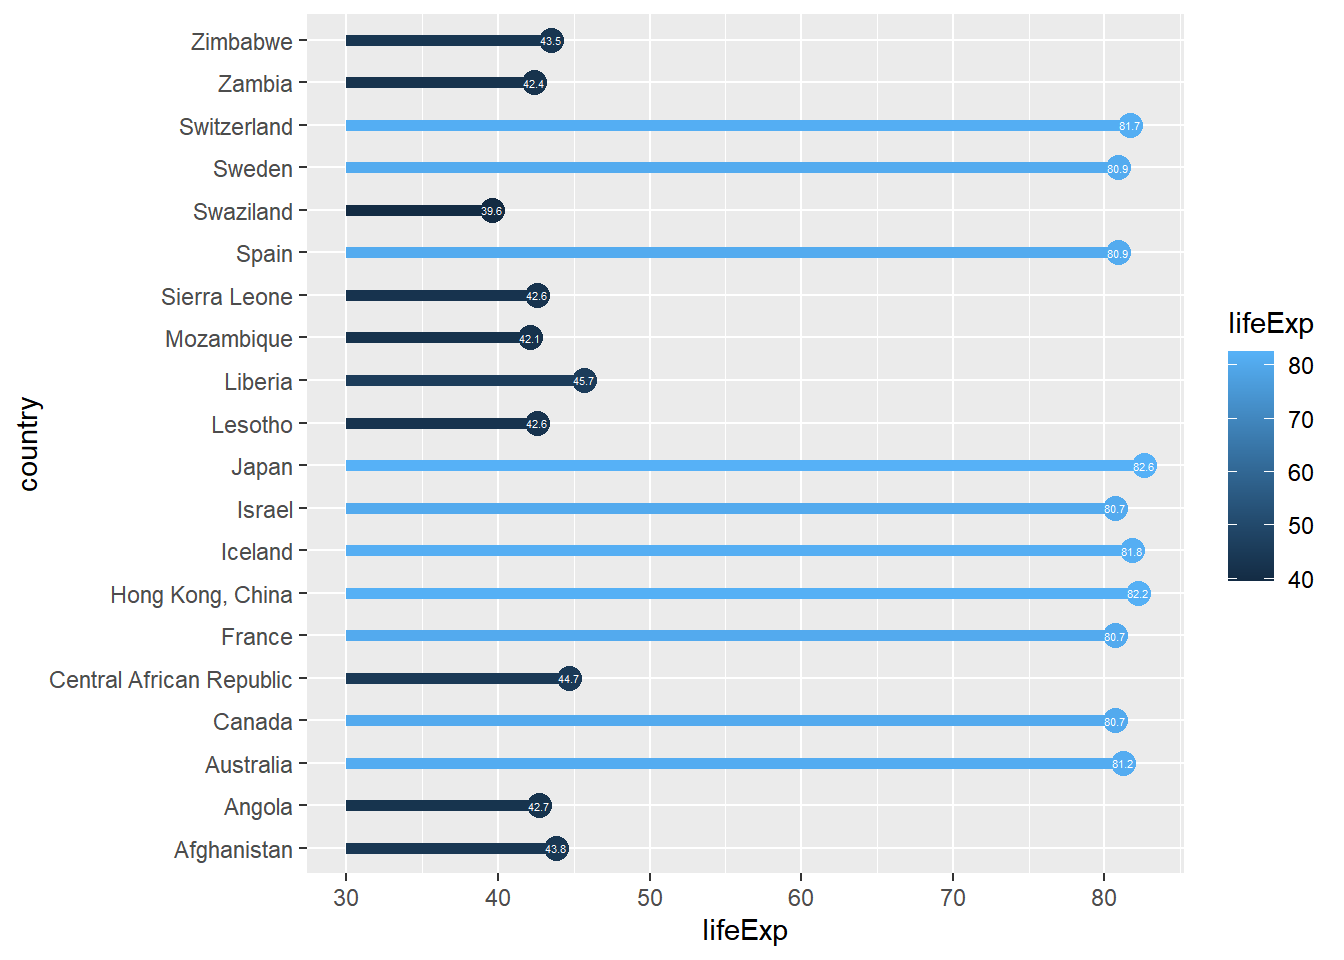 Zimbabwe 43.5
Zambia 42.4
Switzerland 81.7
Sweden 80.9
Swaziland 39.6
Spain 80.9
Sierra Leone 42.6
Mozambique 42.1
Liberia 45.7
Lesotho 42.6
Japan 82.6
Israel 80.7
Iceland 81.8
Hong Kong, China 82.2
France 80.7
Central African Republic 44.7
Canada 80.7
Australia 81.2
Angola 42.7
Afghanistan 43.8
country
30 40 50 60 70 80
lifeExp
lifeExp
80
70
60
50
40